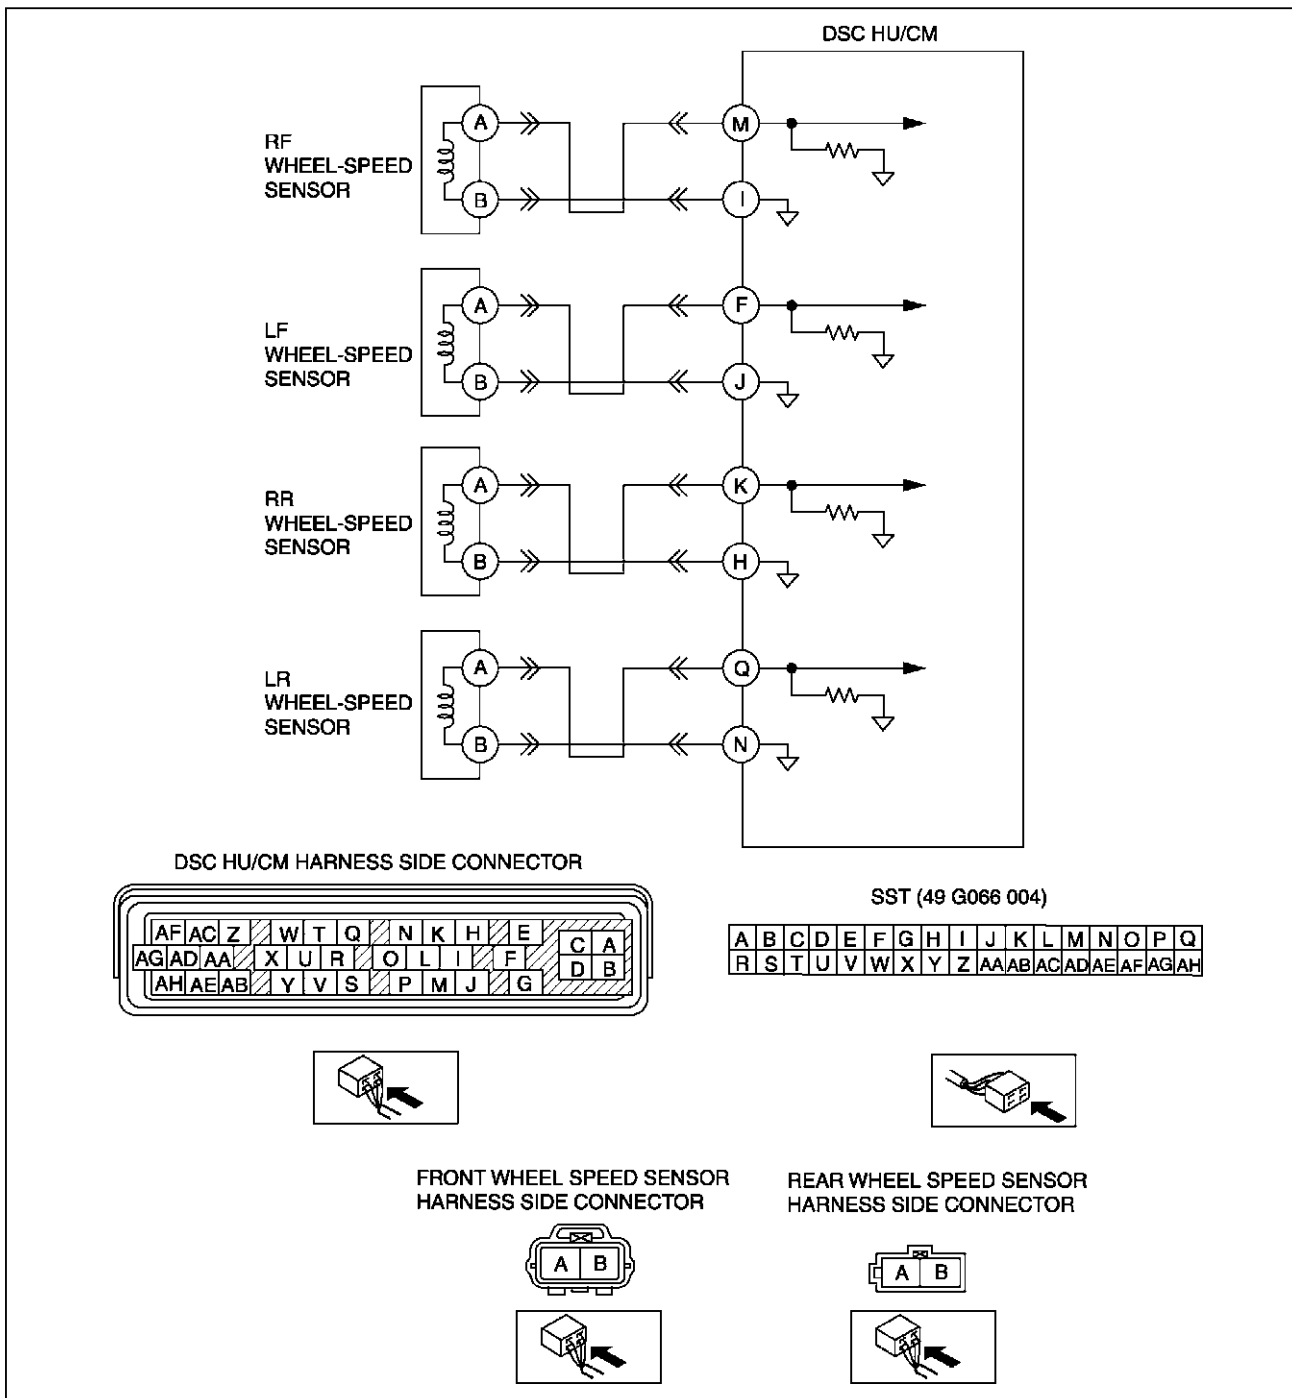 DSC HU/CM
RF
WHEEL-SPEED
SENSOR
A
B
M
I
LF
WHEEL-SPEED
SENSOR
A
B
F
J
RR
WHEEL-SPEED
SENSOR
A
B
K
H
LR
WHEEL-SPEED
SENSOR
A
B
Q
N
DSC HU/CM HARNESS SIDE CONNECTOR
AF AC Z W T Q N K H E
AG AD AA X U R O L I F
AH AE AB Y V S P M J G
C A
D B
SST (49 G066 004)
A B C D E F G H I J K L M N O P Q
R S T U V W X Y Z AA AB AC AD AE AF AG AH
FRONT WHEEL SPEED SENSOR
HARNESS SIDE CONNECTOR
A B
REAR WHEEL SPEED SENSOR
HARNESS SIDE CONNECTOR
A B